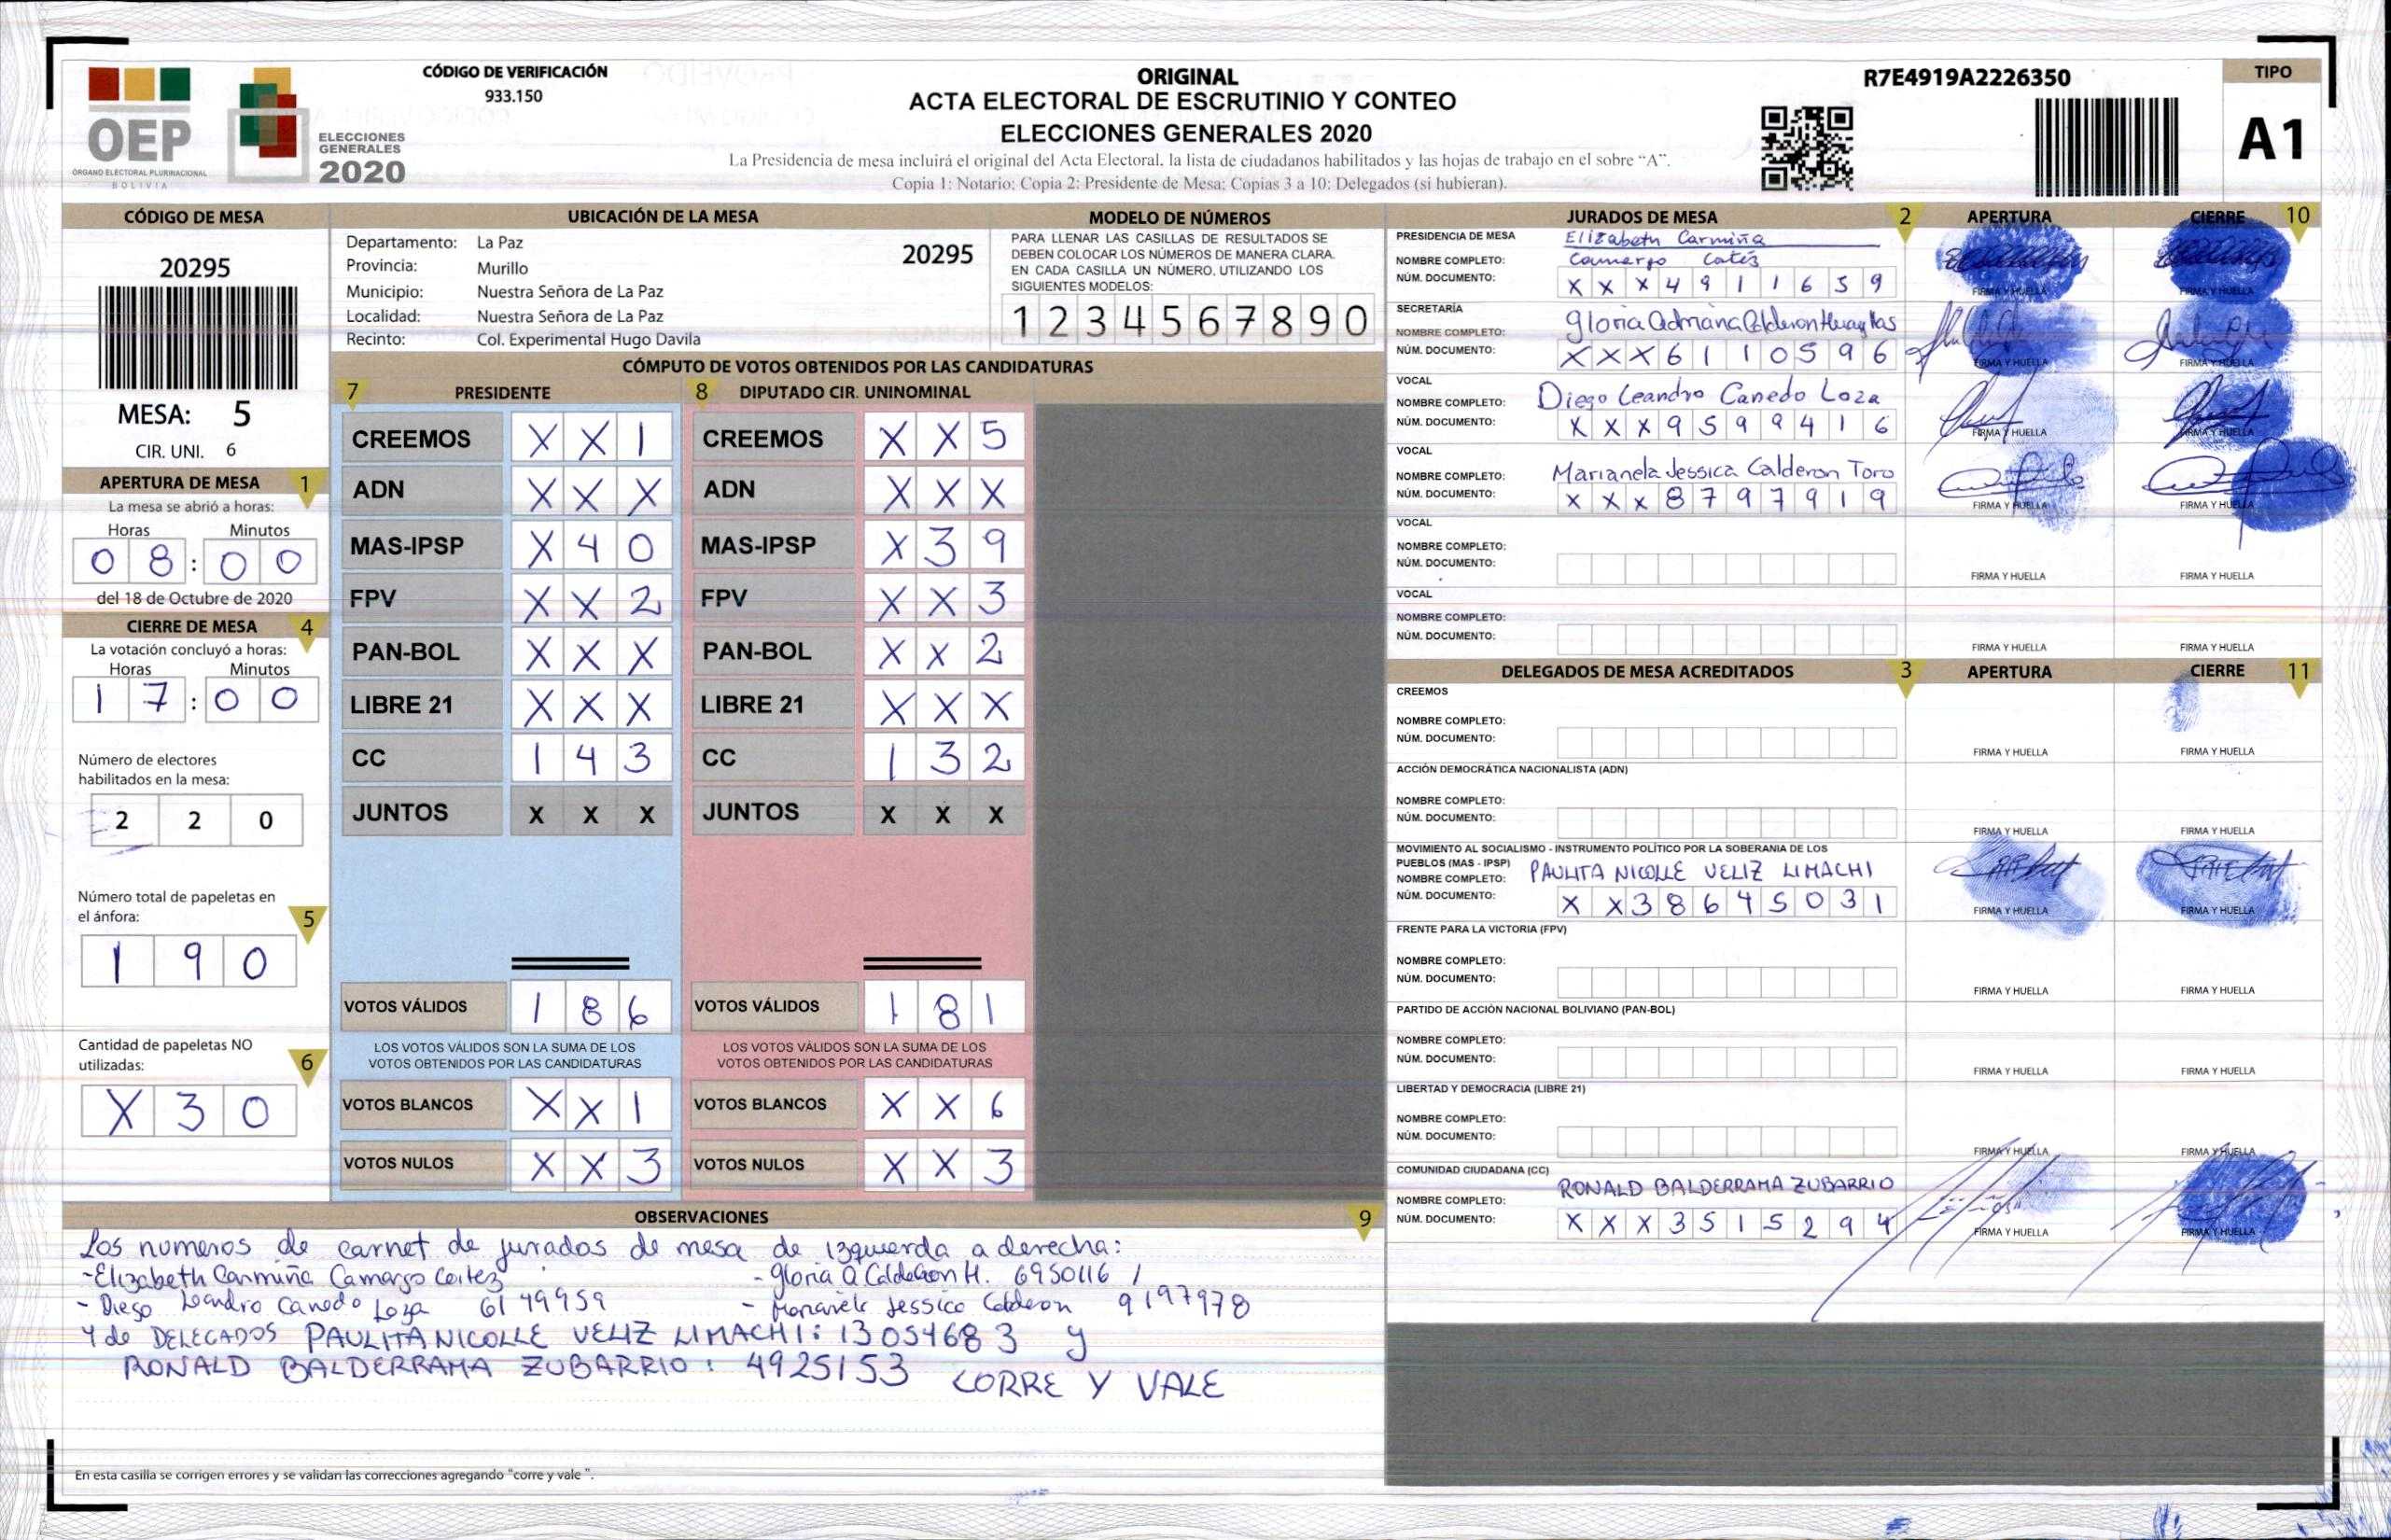 CÓDIGO DE VERIFICACIÓN
933.150
OEP
ÓRGANO ELECTORAL PLURINACIONAL
BOLIVIA
ELECCIONES
GENERALES
2020
ORIGINAL
ACTA ELECTORAL DE ESCRUTINIO Y CONTEO
ELECCIONES GENERALES 2020
La Presidencia de mesa incluirá el original del Acta Electoral, la lista de ciudadanos habilitados y las hojas de trabajo en el sobre "A".
Copia 1: Notario; Copia 2: Presidente de Mesa; Copias 3 a 10: Delegados (si hubieran).
R7E4919A2226350
TIPO
A1
CÓDIGO DE MESA
20295
MESA: 5
CIR. UNI. 6
APERTURA DE MESA 1
La mesa se abrió a horas:
Horas Minutos
0 8 : 0 0
del 18 de Octubre de 2020
CIERRE DE MESA 4
La votación concluyó a horas:
Horas Minutos
1 7 : 0 0
Número de electores
habilitados en la mesa:
2 2 0
Número total de papeletas en
el ánfora: 5
1 9 0
Cantidad de papeletas NO
utilizadas: 6
X 3 0
UBICACIÓN DE LA MESA
Departamento: La Paz 20295
Provincia: Murillo
Municipio: Nuestra Señora de La Paz
Localidad: Nuestra Señora de La Paz
Recinto: Col. Experimental Hugo Davila
MODELO DE NÚMEROS
PARA LLENAR LAS CASILLAS DE RESULTADOS SE
DEBEN COLOCAR LOS NÚMEROS DE MANERA CLARA.
EN CADA CASILLA UN NÚMERO, UTILIZANDO LOS
SIGUIENTES MODELOS:
1 2 3 4 5 6 7 8 9 0
CÓMPUTO DE VOTOS OBTENIDOS POR LAS CANDIDATURAS
7 PRESIDENTE 8 DIPUTADO CIR. UNINOMINAL
CREEMOS X X 1 CREEMOS X X 5
ADN X X X ADN X X X
MAS-IPSP X 4 0 MAS-IPSP X 3 9
FPV X X 2 FPV X X 3
PAN-BOL X X X PAN-BOL X X 2
LIBRE 21 X X X LIBRE 21 X X X
CC 1 4 3 CC 1 3 2
JUNTOS X X X JUNTOS X X X
VOTOS VÁLIDOS 1 8 6 VOTOS VÁLIDOS 1 8 1
LOS VOTOS VÁLIDOS SON LA SUMA DE LOS LOS VOTOS VÁLIDOS SON LA SUMA DE LOS
VOTOS OBTENIDOS POR LAS CANDIDATURAS VOTOS OBTENIDOS POR LAS CANDIDATURAS
VOTOS BLANCOS X X 1 VOTOS BLANCOS X X 6
VOTOS NULOS X X 3 VOTOS NULOS X X 3
JURADOS DE MESA 2 APERTURA CIERRE 10
PRESIDENCIA DE MESA Elizabeth Carmiña
NOMBRE COMPLETO: Camargo
NÚM. DOCUMENTO: X X X 4 9 1 1 6 5 9
FIRMA Y HUELLA FIRMA Y HUELLA
SECRETARÍA
NOMBRE COMPLETO: Gloria Adriana Calderon
NÚM. DOCUMENTO: X X X 6 1 1 0 5 9 6
FIRMA Y HUELLA FIRMA Y HUELLA
VOCAL
NOMBRE COMPLETO: Diego Leandro Canedo Loza
NÚM. DOCUMENTO: X X X 9 5 9 9 4 1 6
FIRMA Y HUELLA FIRMA Y HUELLA
VOCAL
NOMBRE COMPLETO: Marianela Jessica Calderon Toro
NÚM. DOCUMENTO: X X X 8 7 9 7 9 1 9
FIRMA Y HUELLA FIRMA Y HUELLA
VOCAL
NOMBRE COMPLETO:
NÚM. DOCUMENTO:
FIRMA Y HUELLA FIRMA Y HUELLA
VOCAL
NOMBRE COMPLETO:
NÚM. DOCUMENTO:
FIRMA Y HUELLA FIRMA Y HUELLA
DELEGADOS DE MESA ACREDITADOS 3 APERTURA CIERRE 11
CREEMOS
NOMBRE COMPLETO:
NÚM. DOCUMENTO:
FIRMA Y HUELLA FIRMA Y HUELLA
ACCIÓN DEMOCRÁTICA NACIONALISTA (ADN)
NOMBRE COMPLETO:
NÚM. DOCUMENTO:
FIRMA Y HUELLA FIRMA Y HUELLA
MOVIMIENTO AL SOCIALISMO - INSTRUMENTO POLÍTICO POR LA SOBERANIA DE LOS
PUEBLOS (MAS - IPSP)
NOMBRE COMPLETO: PAULITA NICOLLE VELIZ LIMACHI
NÚM. DOCUMENTO: X X 3 8 6 4 5 0 3 1
FIRMA Y HUELLA FIRMA Y HUELLA
FRENTE PARA LA VICTORIA (FPV)
NOMBRE COMPLETO:
NÚM. DOCUMENTO:
FIRMA Y HUELLA FIRMA Y HUELLA
PARTIDO DE ACCIÓN NACIONAL BOLIVIANO (PAN-BOL)
NOMBRE COMPLETO:
NÚM. DOCUMENTO:
FIRMA Y HUELLA FIRMA Y HUELLA
LIBERTAD Y DEMOCRACIA (LIBRE 21)
NOMBRE COMPLETO:
NÚM. DOCUMENTO:
FIRMA Y HUELLA FIRMA Y HUELLA
COMUNIDAD CIUDADANA (CC)
NOMBRE COMPLETO: RONALD BALDERRAMA ZUBARRIO
NÚM. DOCUMENTO: X X X 3 5 1 5 2 9 4
FIRMA Y HUELLA FIRMA Y HUELLA
OBSERVACIONES 9
Los numeros de carnet de jurados de mesa de izquierda a derecha:
- Elizabeth Carmiña Camargo Cortez - Gloria A Calderon H. 6950116 /
- Diego Leandro Canedo Loza 6149959 - Jessica Calderon 9197978
Y de DELEGADOS PAULITA NICOLLE VELIZ LIMACHI: 13054683 y
RONALD BALDERRAMA ZUBARRIO: 4925153 CORRE Y VALE
En esta casilla se corrigen errores y se validan las correcciones agregando "corre y vale ".